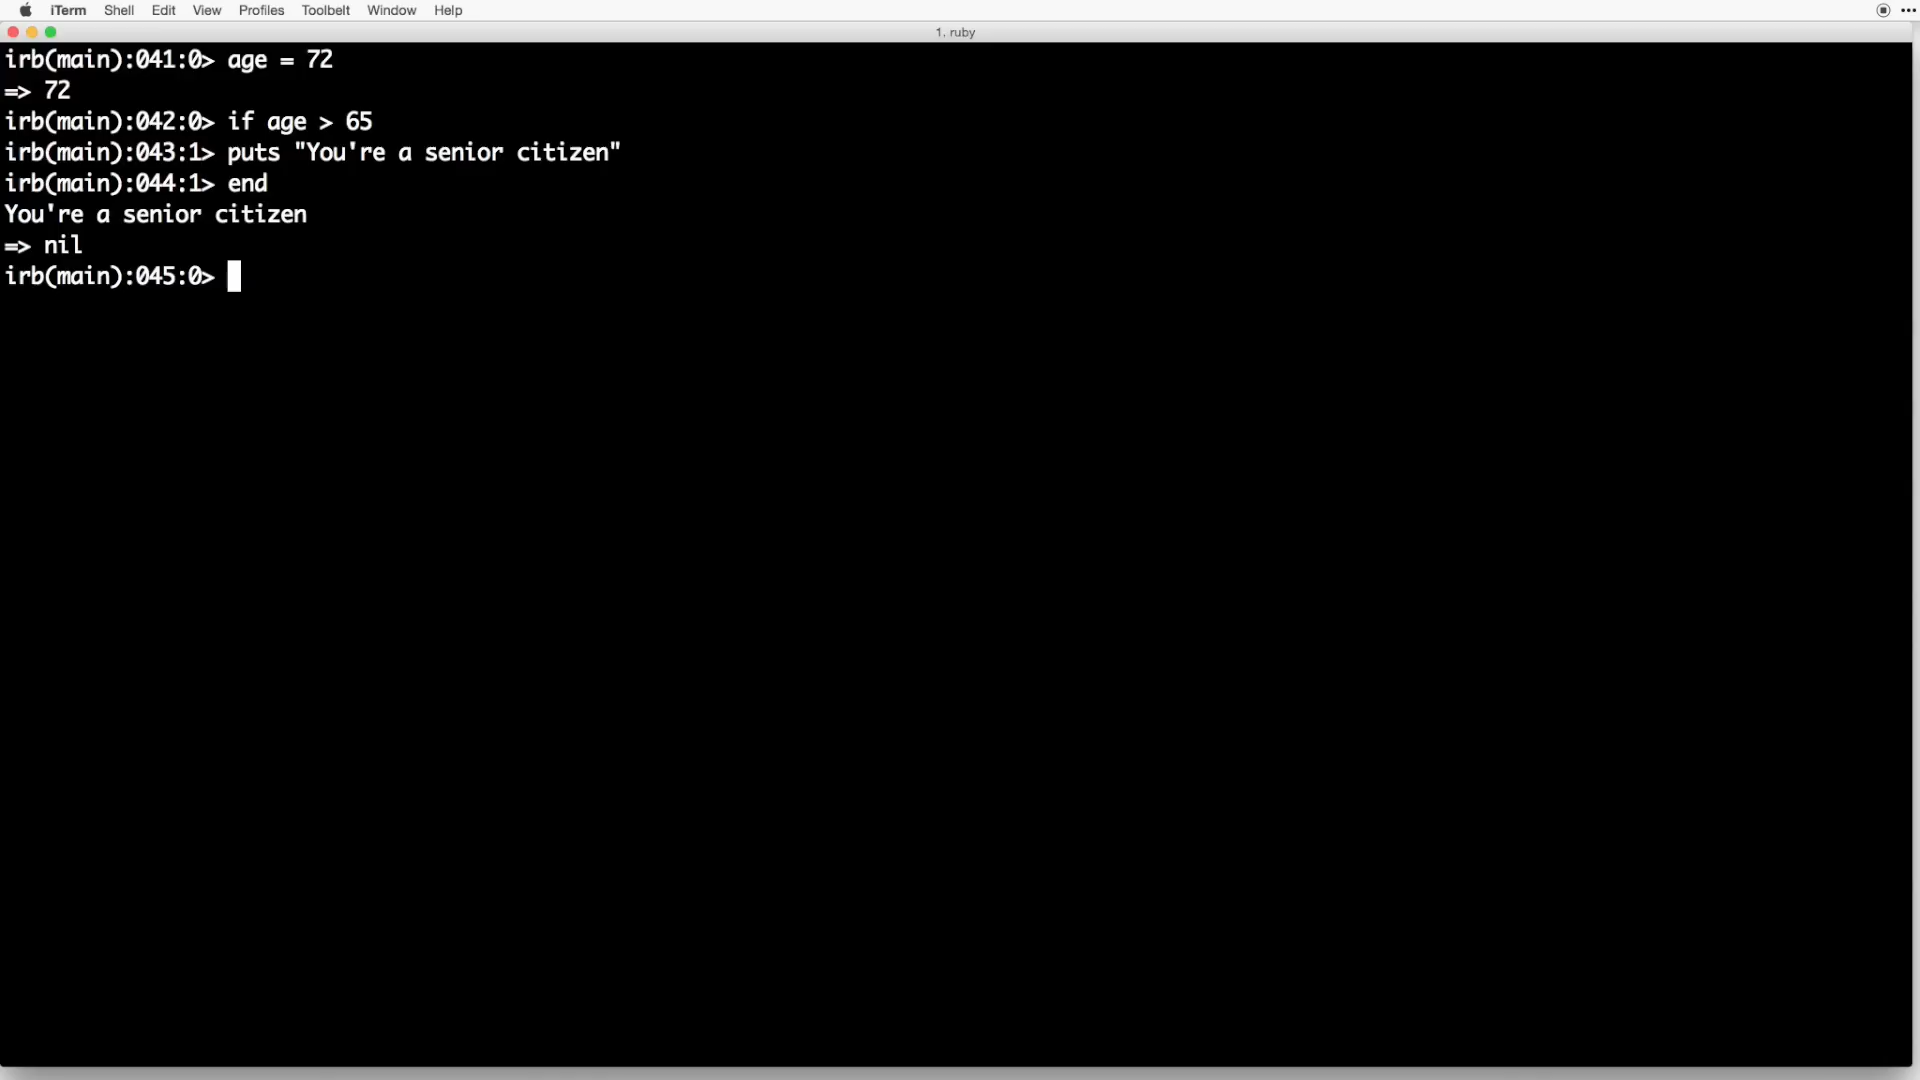 iTerm Shell Edit View Profiles Toolbelt Window Help
1. ruby
irb(main):041:0> age = 72
=> 72
irb(main):042:0> if age > 65
irb(main):043:1> puts "You're a senior citizen"
irb(main):044:1> end
You're a senior citizen
=> nil
irb(main):045:0>